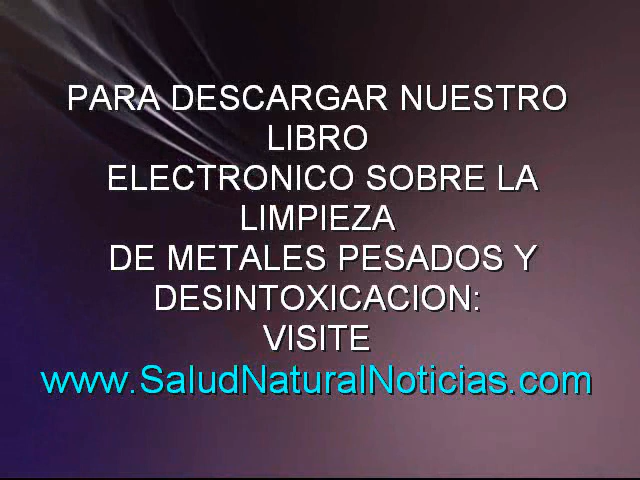 PARA DESCARGAR NUESTRO
LIBRO
ELECTRONICO SOBRE LA
LIMPIEZA
DE METALES PESADOS Y
DESINTOXICACION:
VISITE
www.SaludNaturalNoticias.com